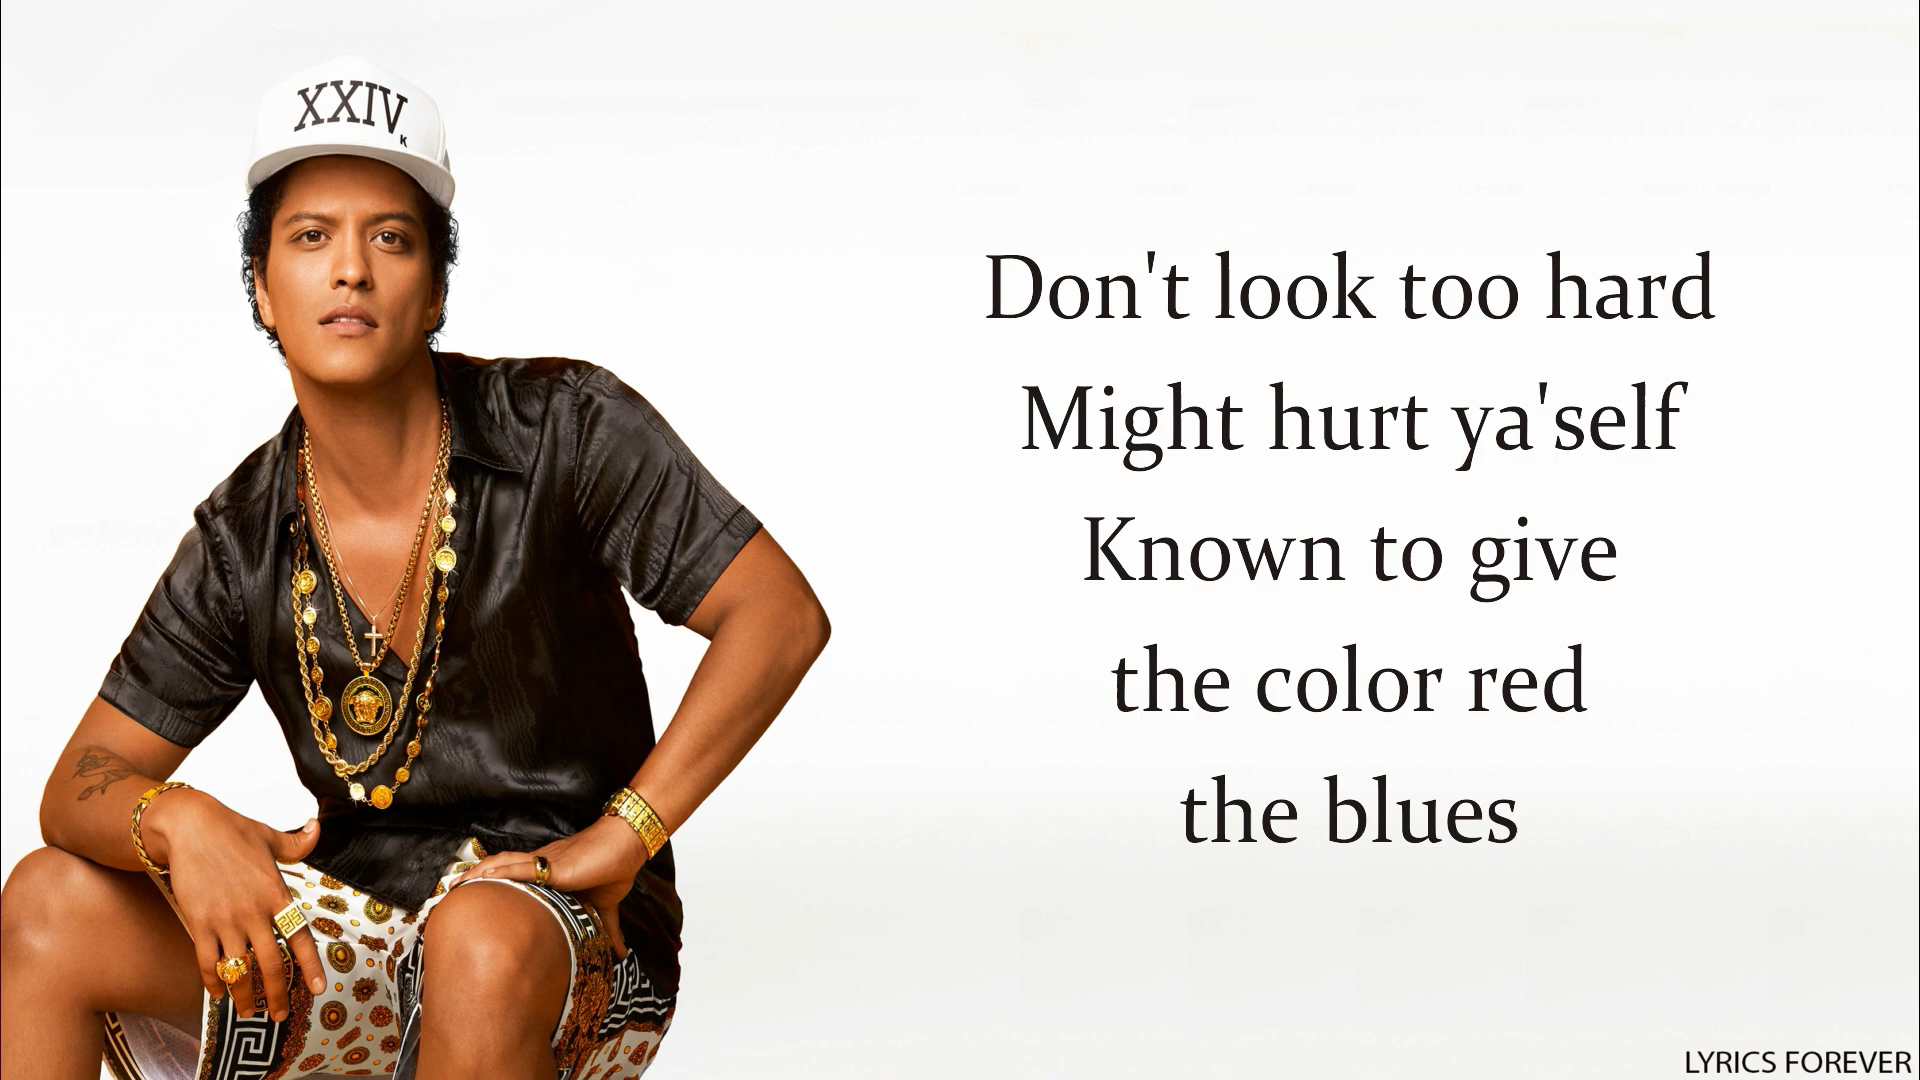 XXIV
K
Don't look too hard
Might hurt ya'self
Known to give
the color red
the blues
LYRICS FOREVER